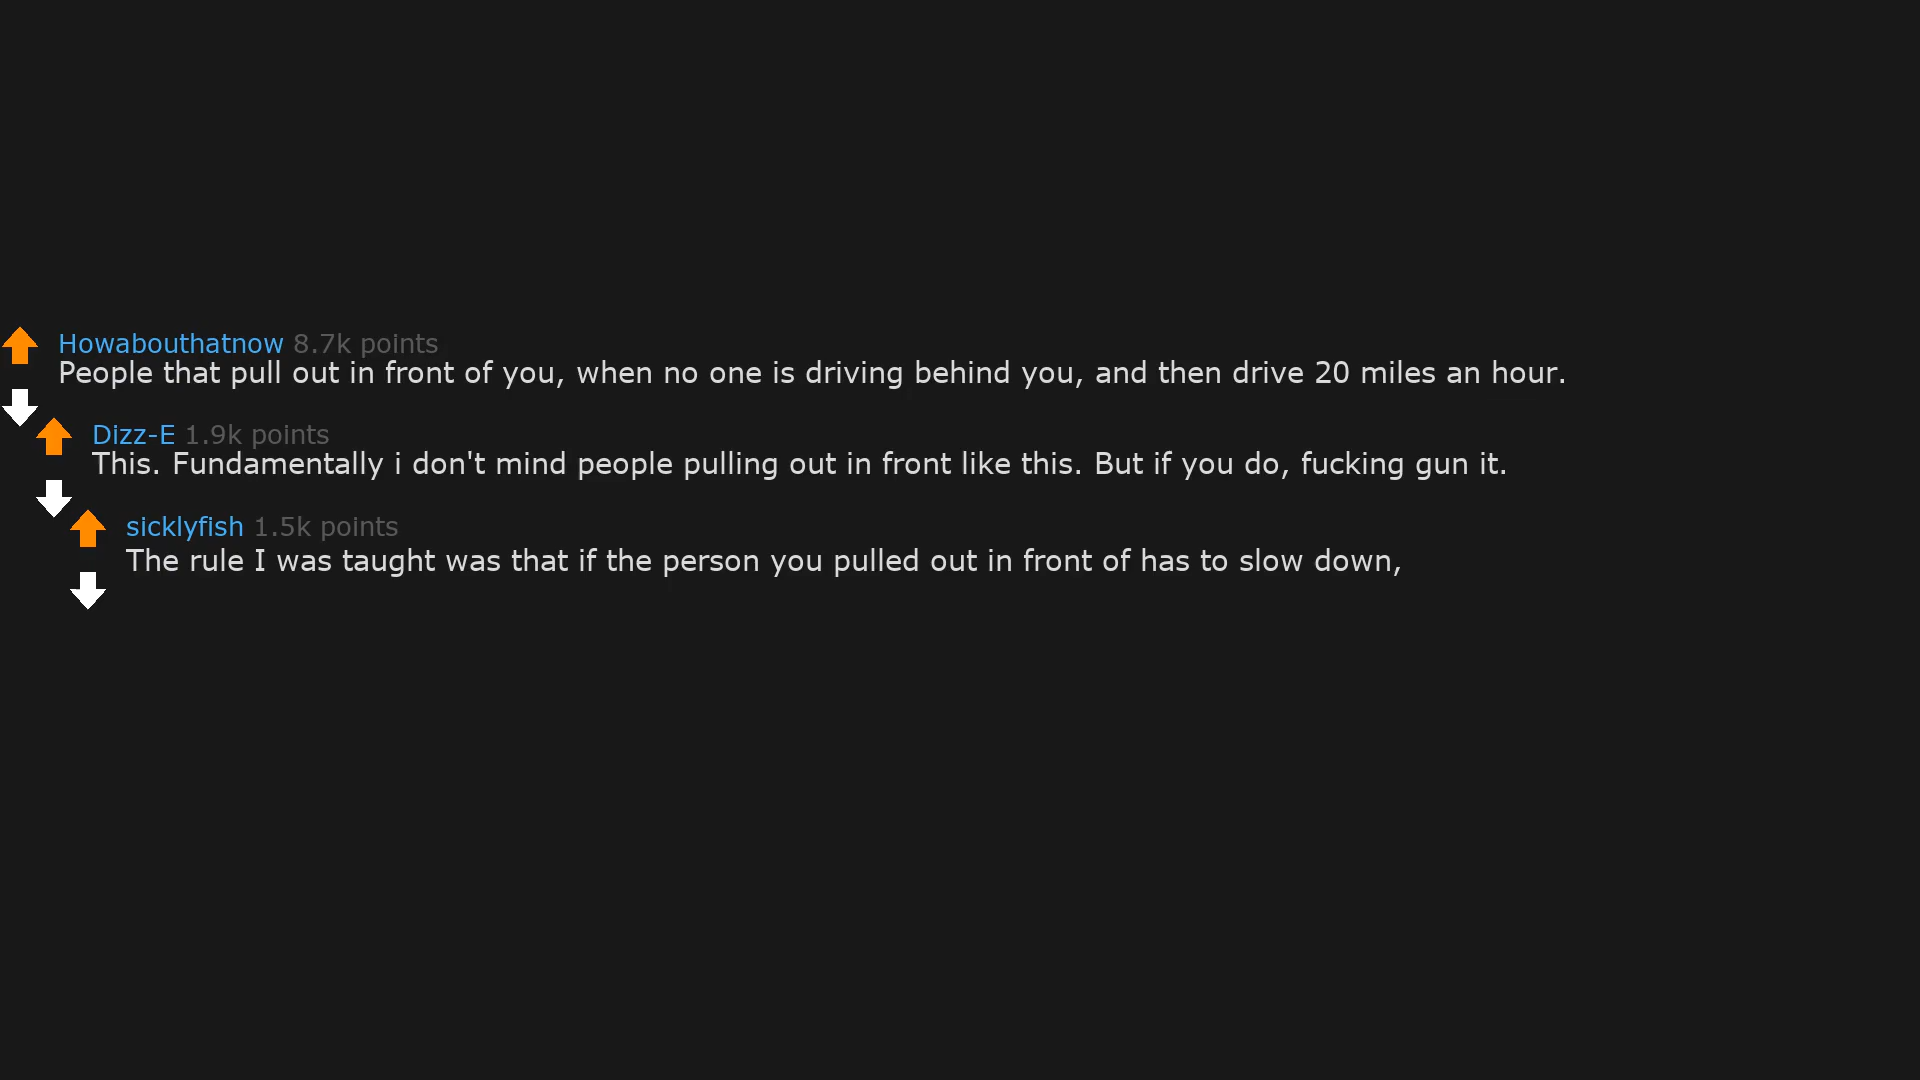 Howabouthatnow 8.7k points
People that pull out in front of you, when no one is driving behind you, and then drive 20 miles an hour.
Dizz-E 1.9k points
This. Fundamentally i don't mind people pulling out in front like this. But if you do, fucking gun it.
sicklyfish 1.5k points
The rule I was taught was that if the person you pulled out in front of has to slow down,